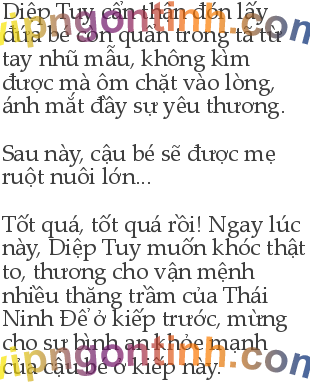 Diệp Tuy cẩn thận đón lấy
đứa bé còn quấn trong tã từ
tay nhũ mẫu, không kìm
được mà ôm chặt vào lòng,
ánh mắt đầy sự yêu thương.
Sau này, cậu bé sẽ được mẹ
ruột nuôi lớn...
Tốt quá, tốt quá rồi! Ngay lúc
này, Diệp Tuy muốn khóc thật
to, thương cho vận mệnh
nhiều thăng trầm của Thái
Ninh Đế ở kiếp trước, mừng
cho sự bình an khỏe mạnh
của cậu bé ở kiếp này.
vipngontinh.com
vipngontinh.com